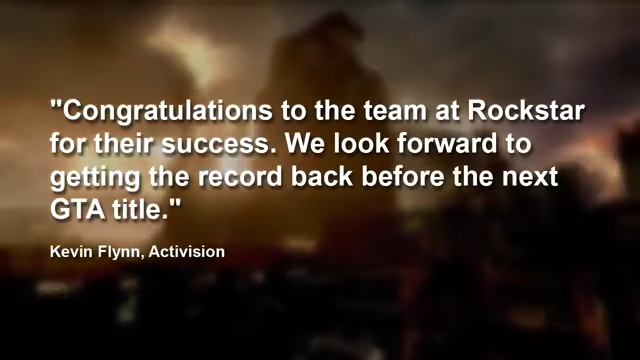 "Congratulations to the team at Rockstar
for their success. We look forward to
getting the record back before the next
GTA title."
Kevin Flynn, Activision